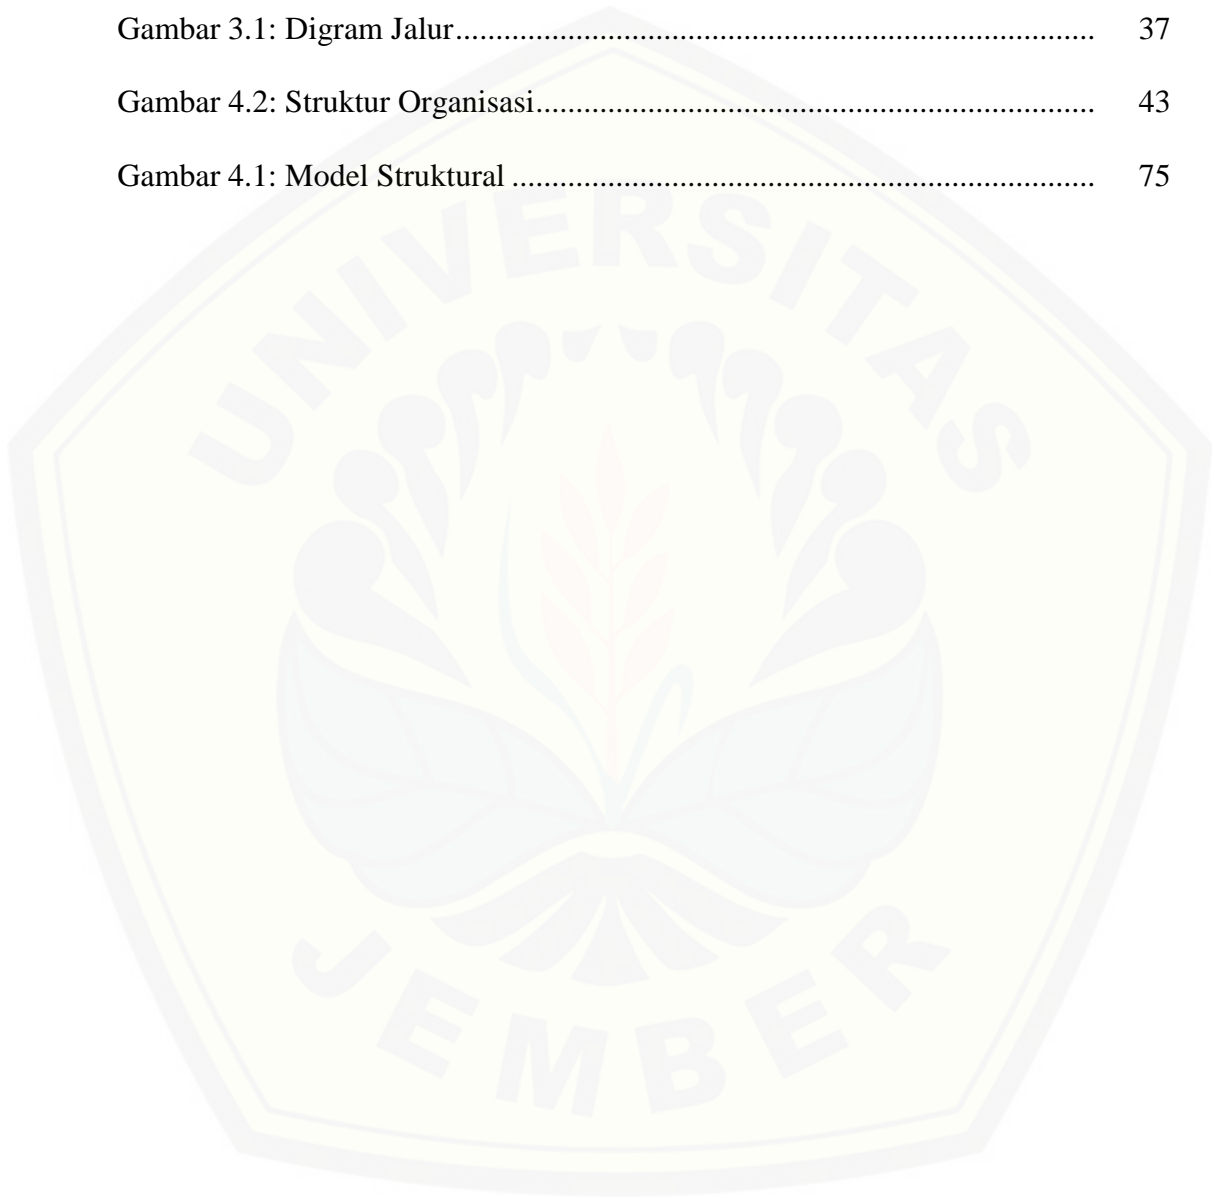 Gambar 3.1: Digram Jalur................................................................................ 37
Gambar 4.2: Struktur Organisasi...................................................................... 43
Gambar 4.1: Model Struktural ......................................................................... 75
UNIVERSITAS
JEMBER